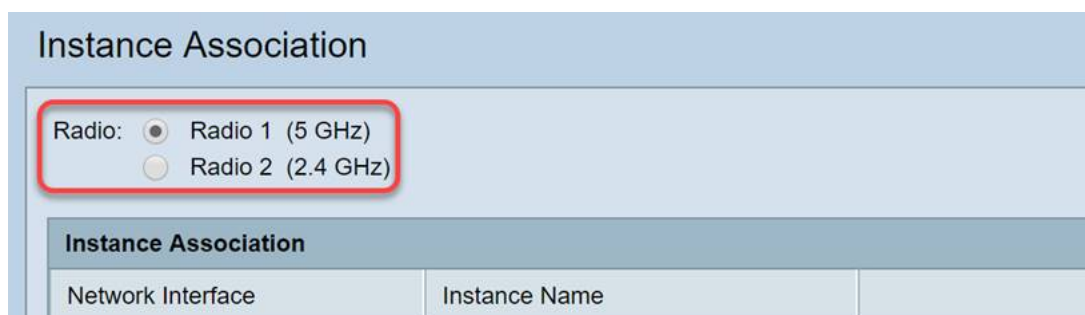 Instance Association
Radio: Radio 1 (5 GHz)
Radio 2 (2.4 GHz)
Instance Association
Network Interface Instance Name